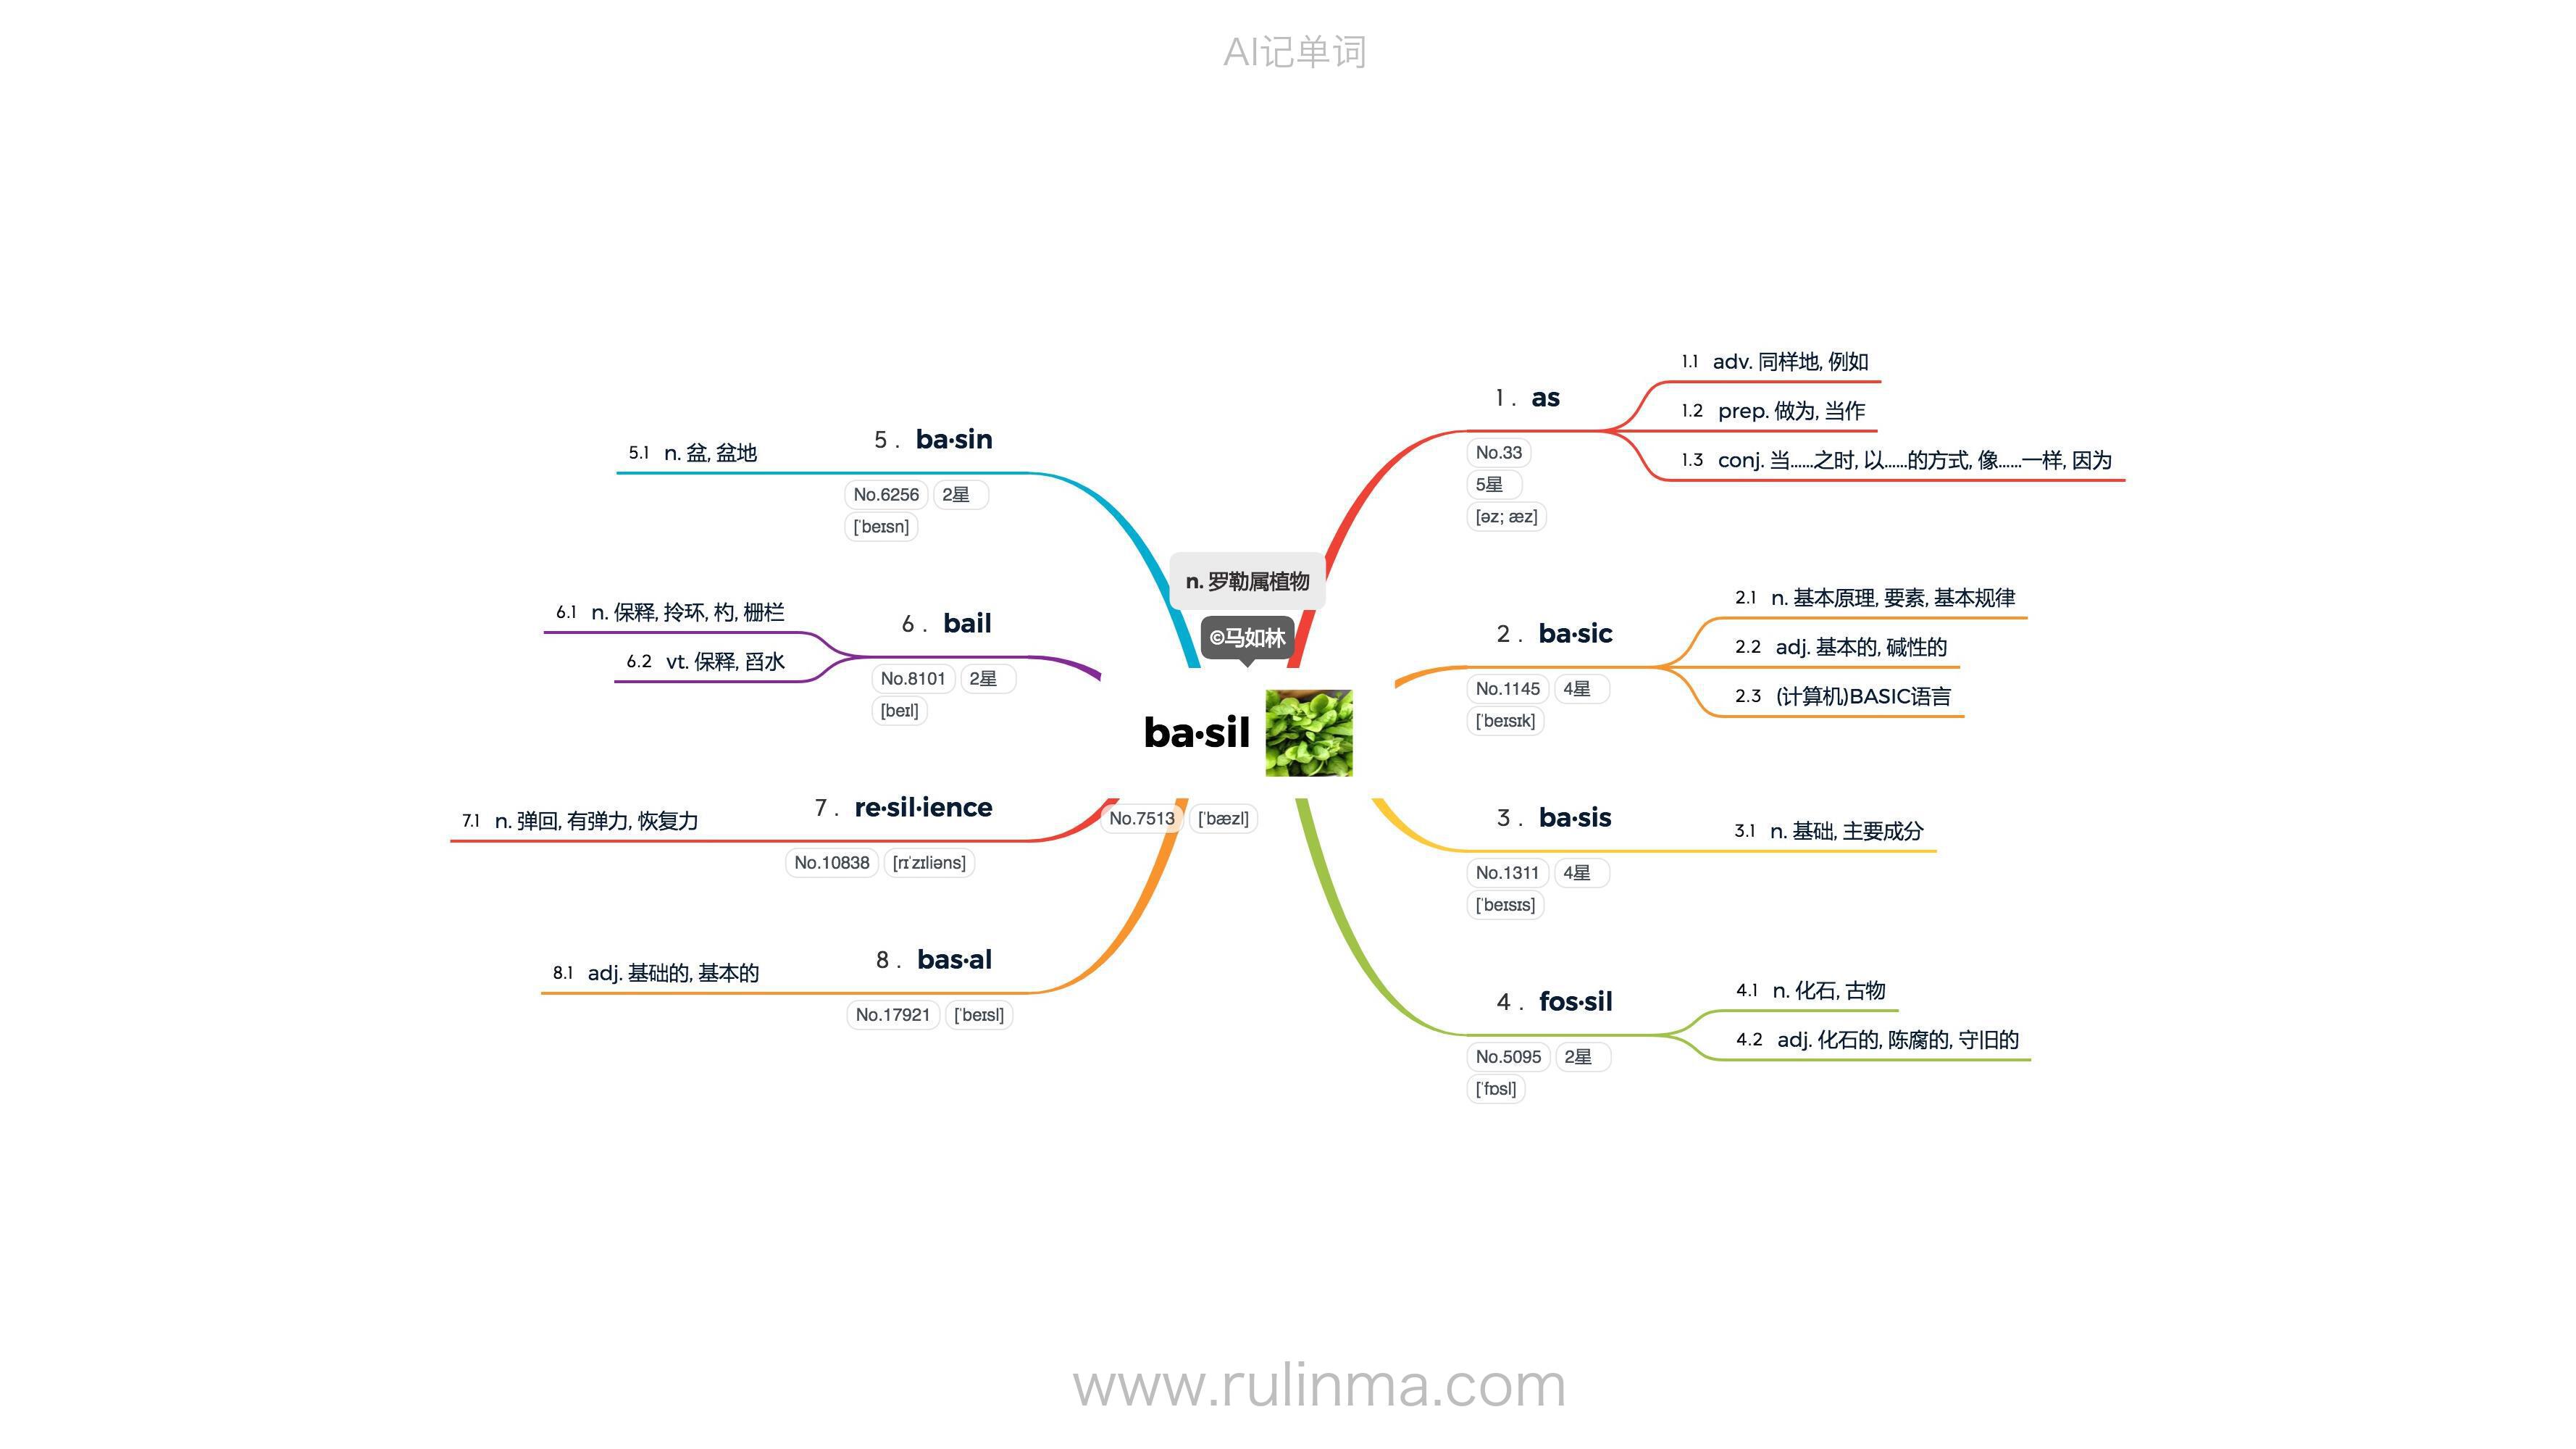 AI记单词
n. 罗勒属植物
©马如林
ba·sil
No.7513 [ˈbæzl]
1 . as
No.33
5星
[əz; æz]
1.1 adv. 同样地, 例如
1.2 prep. 做为, 当作
1.3 conj. 当……之时, 以……的方式, 像……一样, 因为
2 . ba·sic
No.1145 4星
[ˈbeɪsɪk]
2.1 n. 基本原理, 要素, 基本规律
2.2 adj. 基本的, 碱性的
2.3 (计算机)BASIC语言
3 . ba·sis
No.1311 4星
[ˈbeɪsɪs]
3.1 n. 基础, 主要成分
4 . fos·sil
No.5095 2星
[ˈfɒsl]
4.1 n. 化石, 古物
4.2 adj. 化石的, 陈腐的, 守旧的
5 . ba·sin
No.6256 2星
[ˈbeɪsn]
5.1 n. 盆, 盆地
6 . bail
No.8101 2星
[beɪl]
6.1 n. 保释, 拎环, 杓, 栅栏
6.2 vt. 保释, 舀水
7 . re·sil·ience
No.10838 [rɪˈzɪliəns]
7.1 n. 弹回, 有弹力, 恢复力
8 . bas·al
No.17921 [ˈbeɪsl]
8.1 adj. 基础的, 基本的
www.rulinma.com